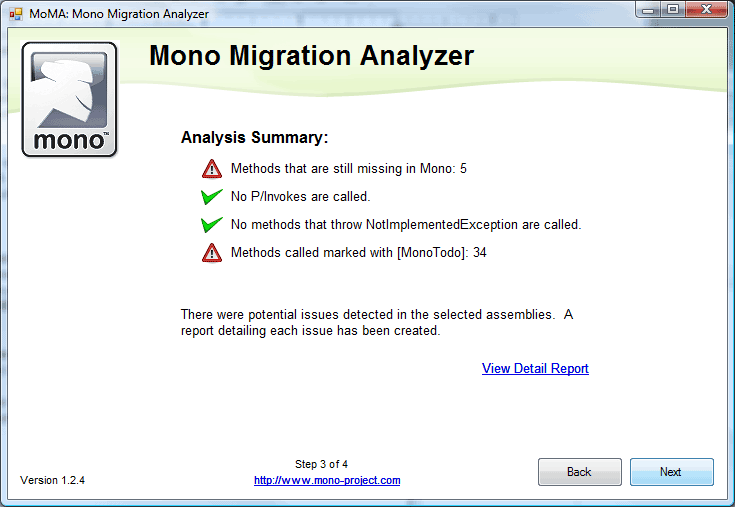 MoMA: Mono Migration Analyzer
Mono Migration Analyzer
mono™
Analysis Summary:
Methods that are still missing in Mono: 5
No P/Invokes are called.
No methods that throw NotImplementedException are called.
Methods called marked with [MonoTodo]: 34
There were potential issues detected in the selected assemblies. A
report detailing each issue has been created.
View Detail Report
Step 3 of 4
Version 1.2.4
http://www.mono-project.com
Back
Next